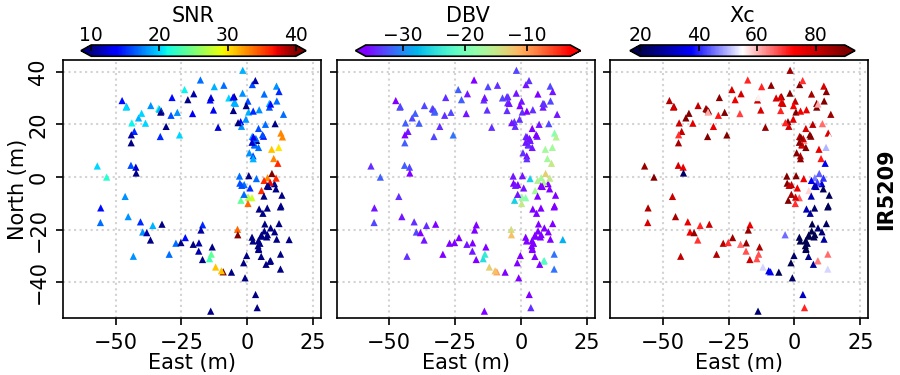 SNR DBV Xc
10 20 30 40 −30 −20 −10 20 40 60 80
40
20
0
−20
−40
North (m)
IR5209
−50 −25 0 25 −50 −25 0 25 −50 −25 0 25
East (m) East (m) East (m)